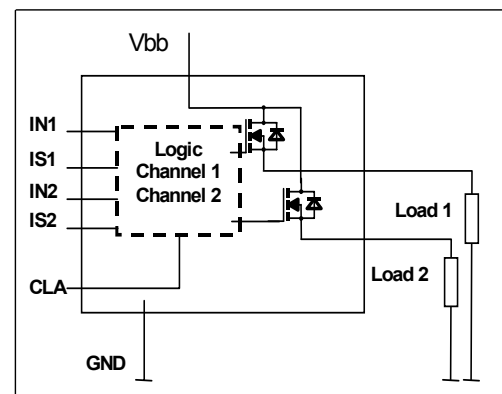 Vbb
IN1
IS1
IN2
IS2
CLA
Logic
Channel 1
Channel 2
Load 1
Load 2
GND